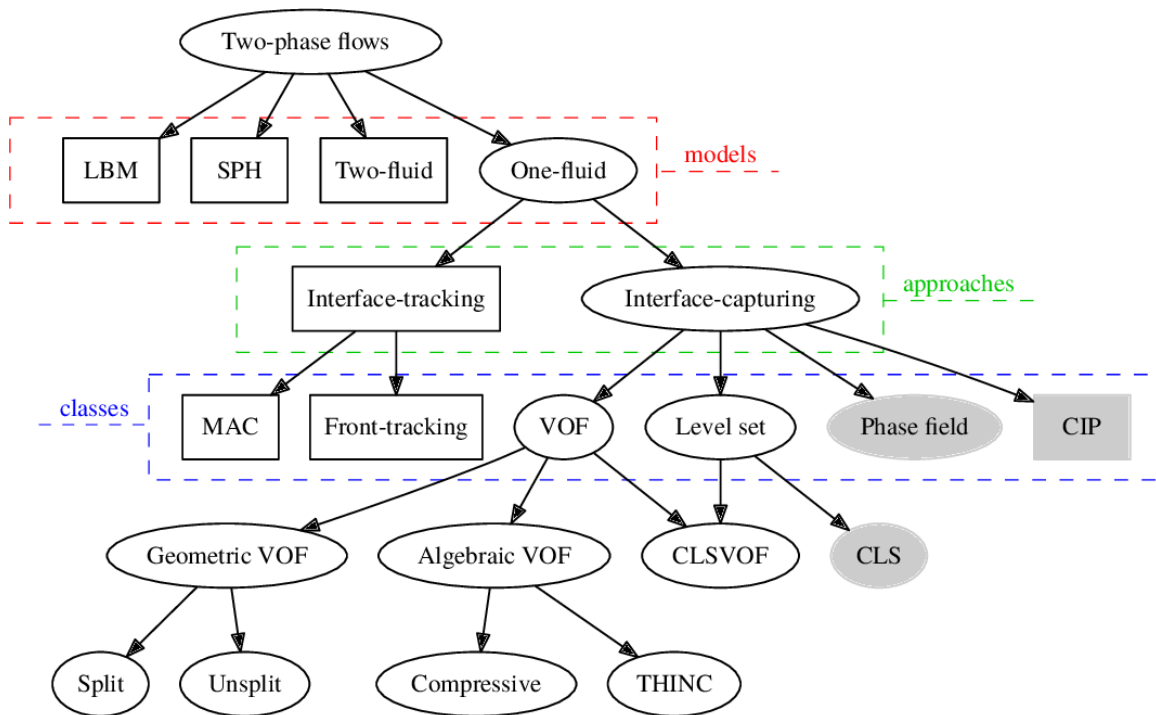 Two-phase flows
LBM
SPH
Two-fluid
One-fluid
models
Interface-tracking
Interface-capturing
approaches
classes
MAC
Front-tracking
VOF
Level set
Phase field
CIP
Geometric VOF
Algebraic VOF
CLSVOF
CLS
Split
Unsplit
Compressive
THINC